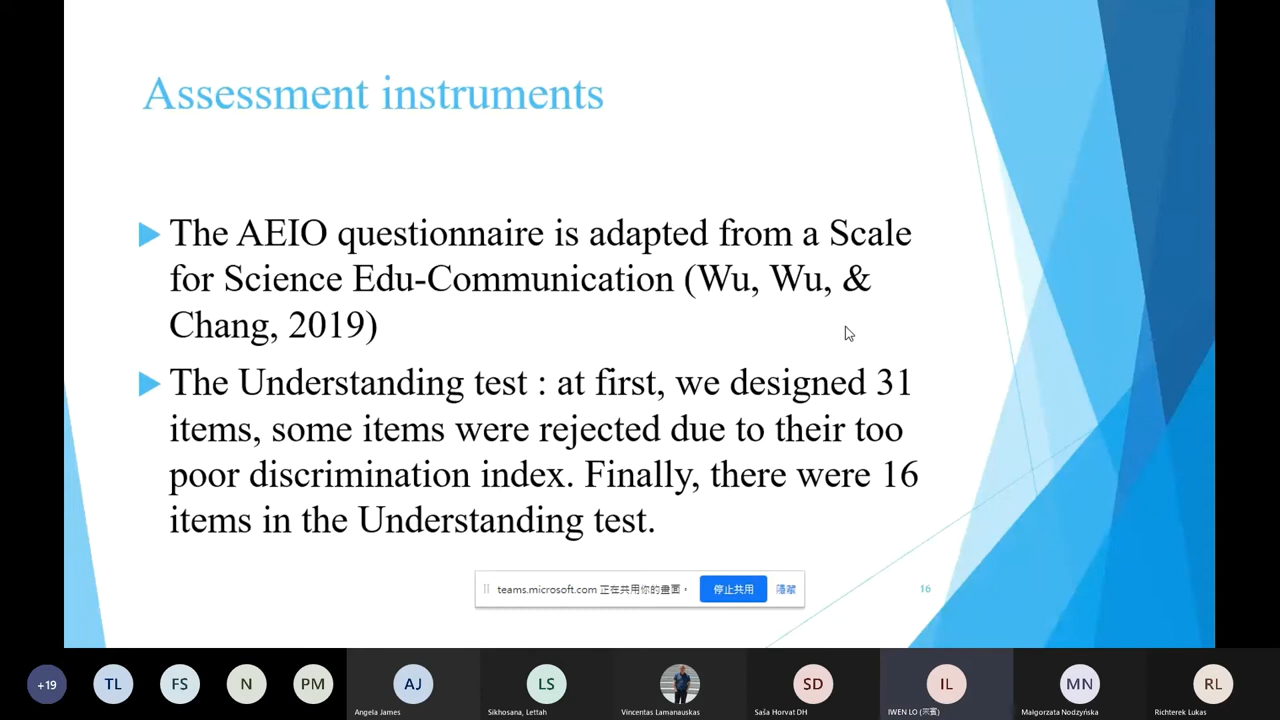 Assessment instruments
The AEIO questionnaire is adapted from a Scale
for Science Edu-Communication (Wu, Wu, &
Chang, 2019)
The Understanding test : at first, we designed 31
items, some items were rejected due to their too
poor discrimination index. Finally, there were 16
items in the Understanding test.
teams.microsoft.com 正在共用你的畫面。 停止共用 隱藏
16
+19 TL FS N PM AJ LS SD IL MN RL
Angela James Sikhosana, Lettah Vincentas Lamanauskas Saša Horvat DH IWEN LO (宗賓) Małgorzata Nodzyńska Richterek Lukas